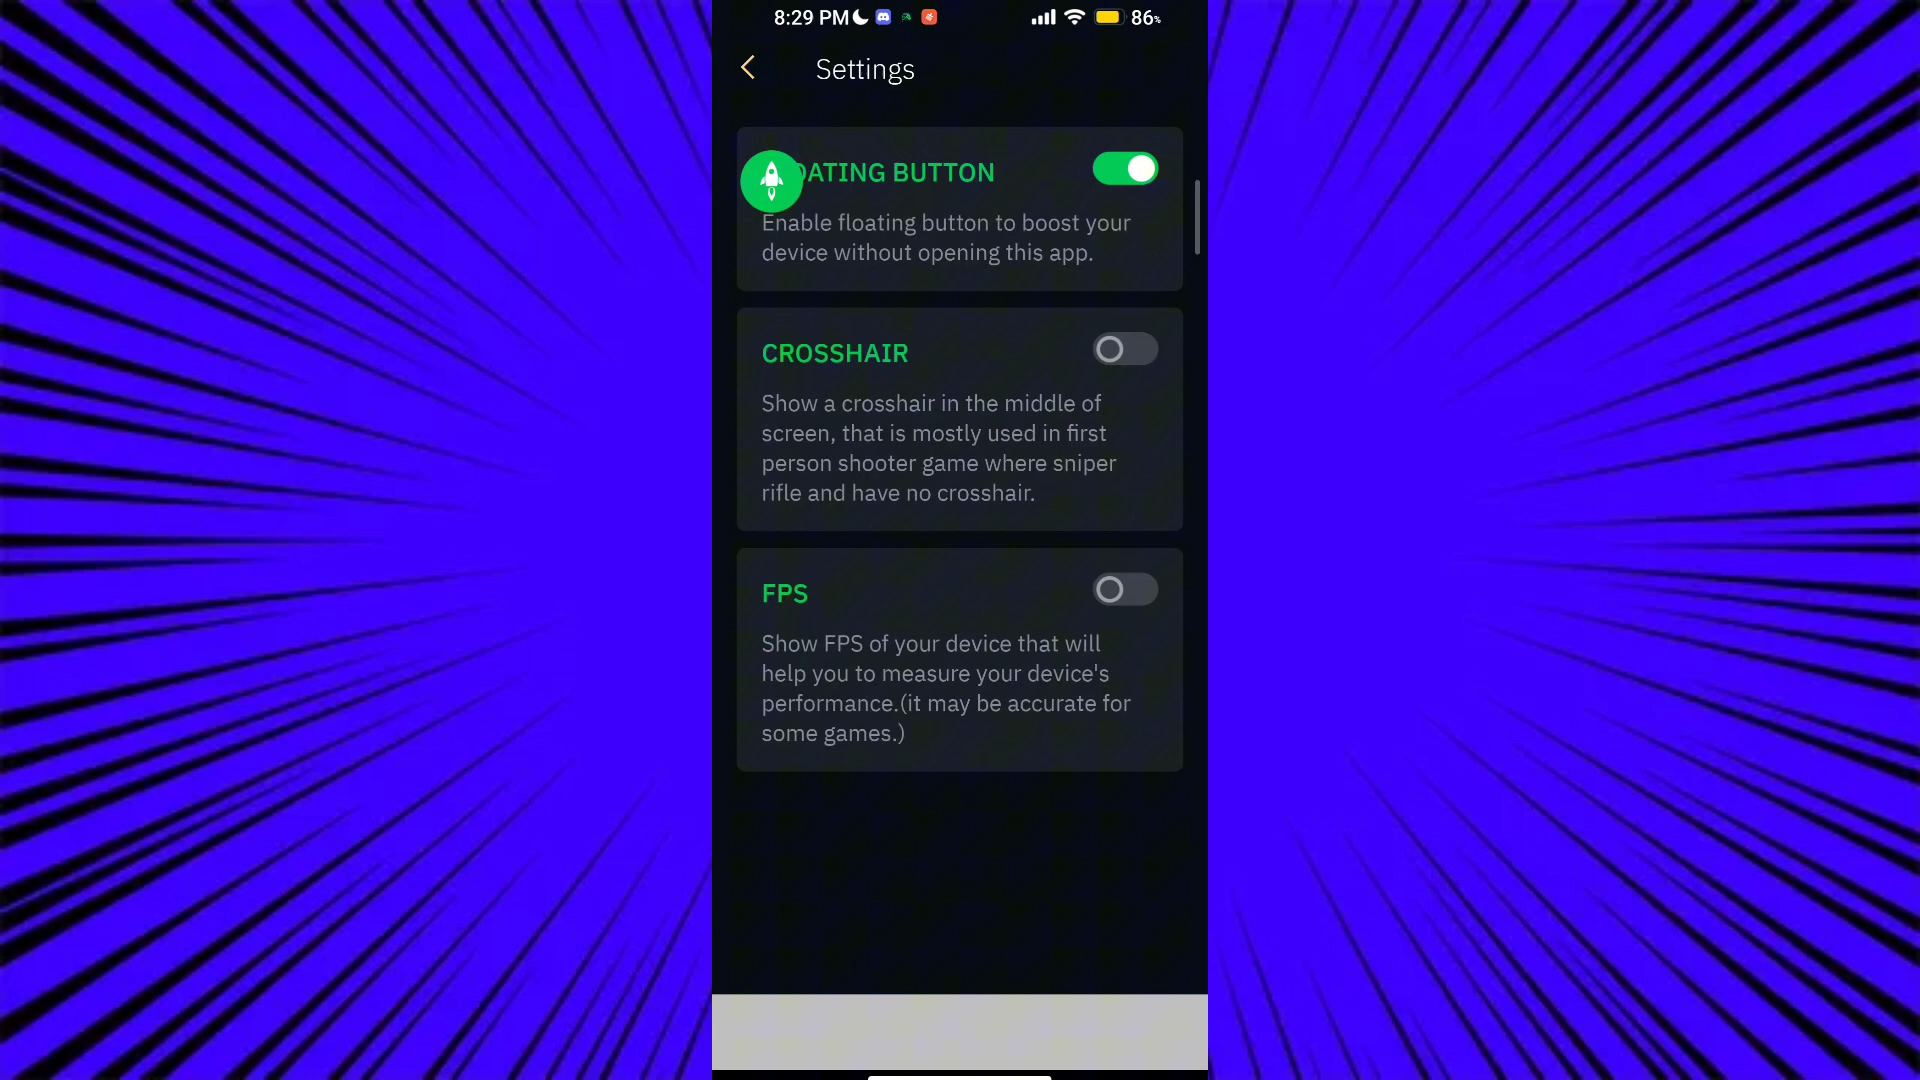 8:29 PM
86%
Settings
OATING BUTTON
Enable floating button to boost your
device without opening this app.
CROSSHAIR
Show a crosshair in the middle of
screen, that is mostly used in first
person shooter game where sniper
rifle and have no crosshair.
FPS
Show FPS of your device that will
help you to measure your device's
performance.(it may be accurate for
some games.)